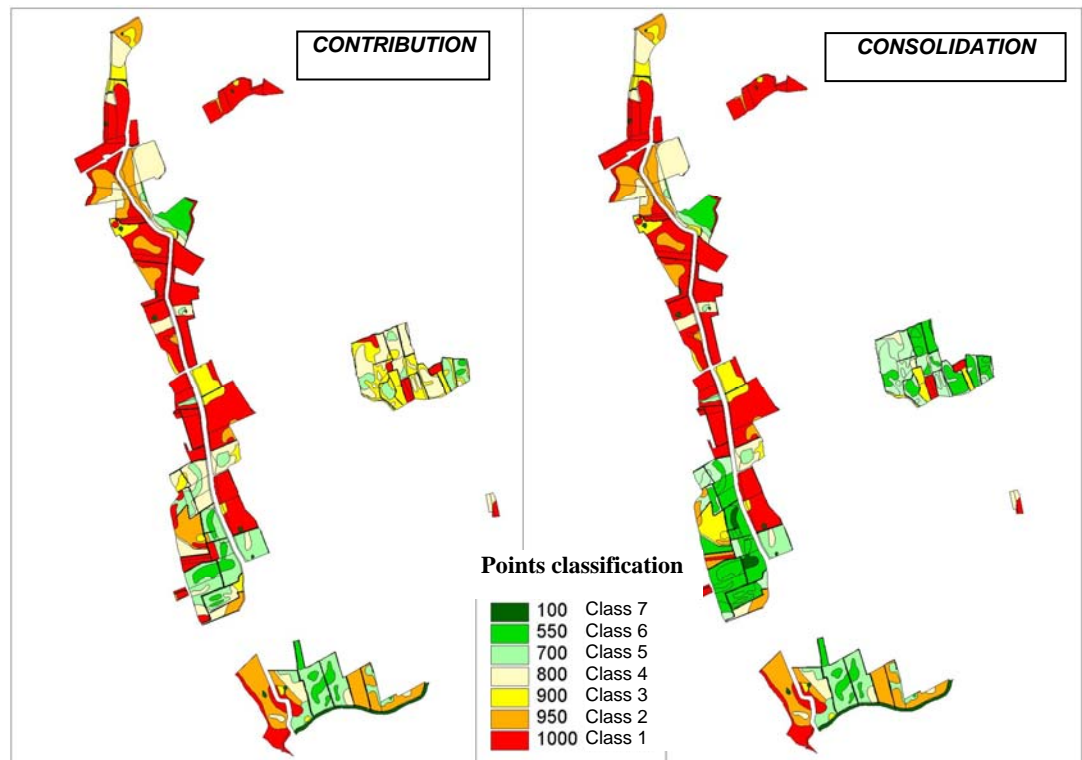 CONTRIBUTION
CONSOLIDATION
Points classification
100 Class 7
550 Class 6
700 Class 5
800 Class 4
900 Class 3
950 Class 2
1000 Class 1